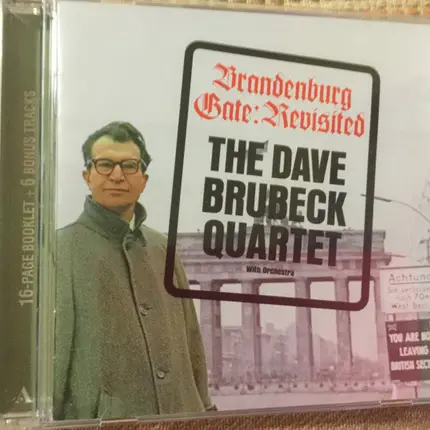 16-PAGE BOOKLET + 6 BONUS TRACKS
Brandenburg
Gate: Revisited
THE DAVE
BRUBECK
QUARTET
With Orchestra
Achtung
West
YOU ARE
LEAVING
BRITISH SEC